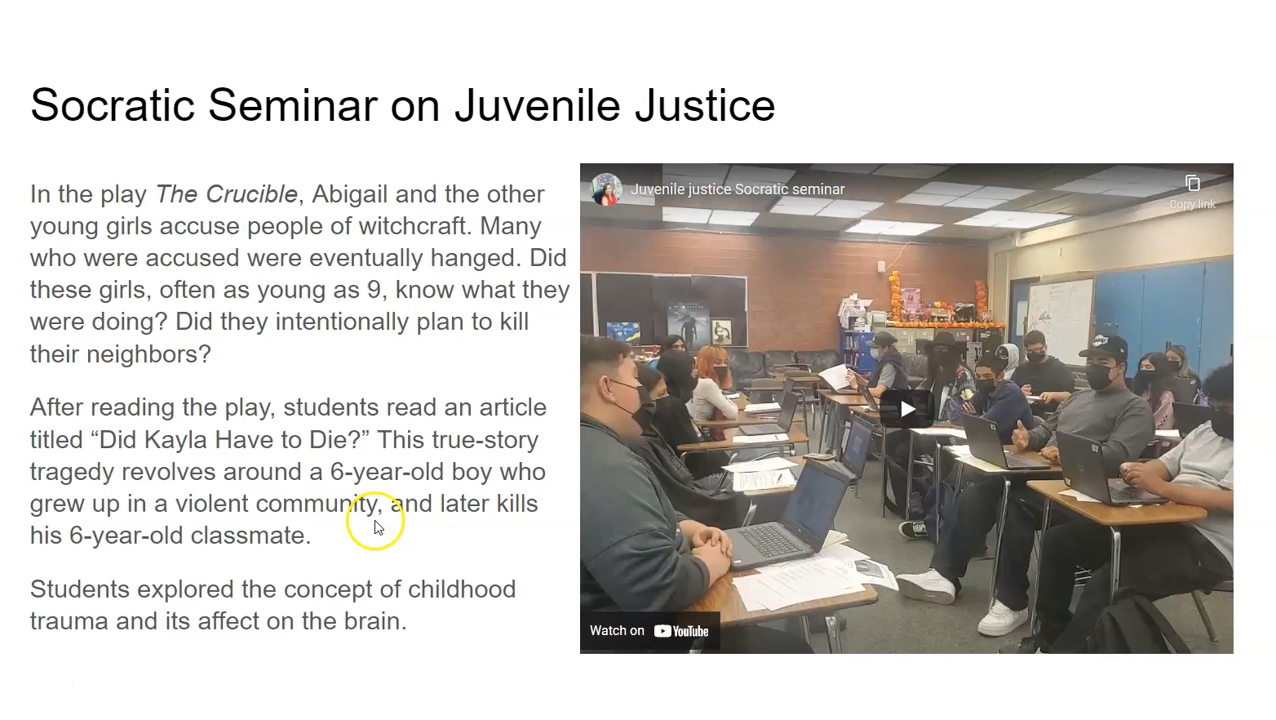 Socratic Seminar on Juvenile Justice
In the play The Crucible, Abigail and the other
young girls accuse people of witchcraft. Many
who were accused were eventually hanged. Did
these girls, often as young as 9, know what they
were doing? Did they intentionally plan to kill
their neighbors?
After reading the play, students read an article
titled “Did Kayla Have to Die?” This true-story
tragedy revolves around a 6-year-old boy who
grew up in a violent community, and later kills
his 6-year-old classmate.
Students explored the concept of childhood
trauma and its affect on the brain.
Juvenile justice Socratic seminar
Copy link
Watch on YouTube